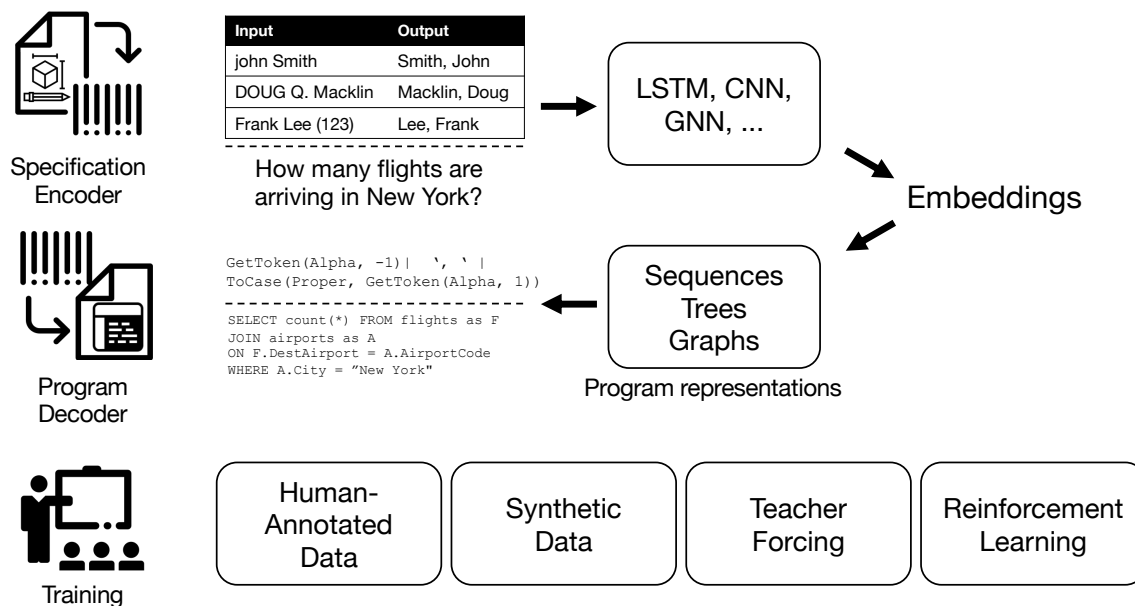 Input Output
john Smith Smith, John
DOUG Q. Macklin Macklin, Doug
Frank Lee (123) Lee, Frank
How many flights are
arriving in New York?
LSTM, CNN,
GNN, ...
Specification
Encoder
Embeddings
GetToken(Alpha, -1)| ‘, ‘ |
ToCase(Proper, GetToken(Alpha, 1))
SELECT count(*) FROM flights as F
JOIN airports as A
ON F.DestAirport = A.AirportCode
WHERE A.City = ”New York"
Sequences
Trees
Graphs
Program representations
Program
Decoder
Human-
Annotated
Data
Synthetic
Data
Teacher
Forcing
Reinforcement
Learning
Training